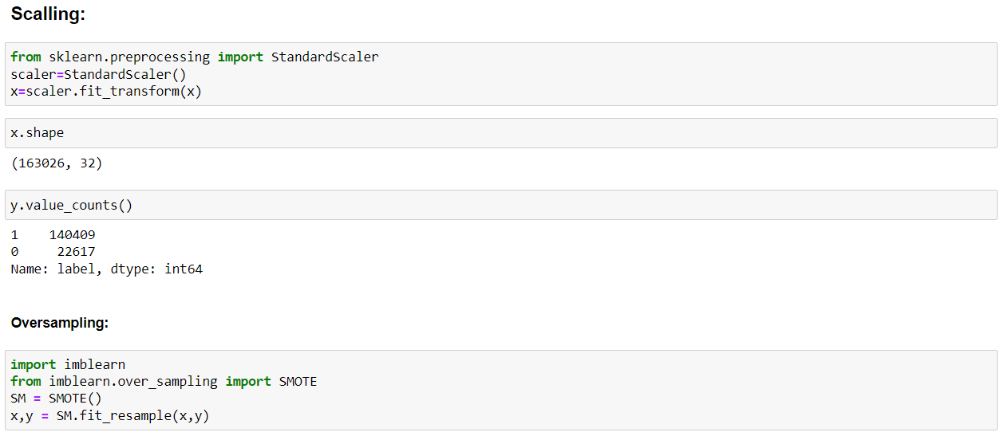 Scalling:
from sklearn.preprocessing import StandardScaler
scaler=StandardScaler()
x=scaler.fit_transform(x)
x.shape
(163026, 32)
y.value_counts()
1    140409
0     22617
Name: label, dtype: int64
Oversampling:
import imblearn
from imblearn.over_sampling import SMOTE
SM = SMOTE()
x,y = SM.fit_resample(x,y)